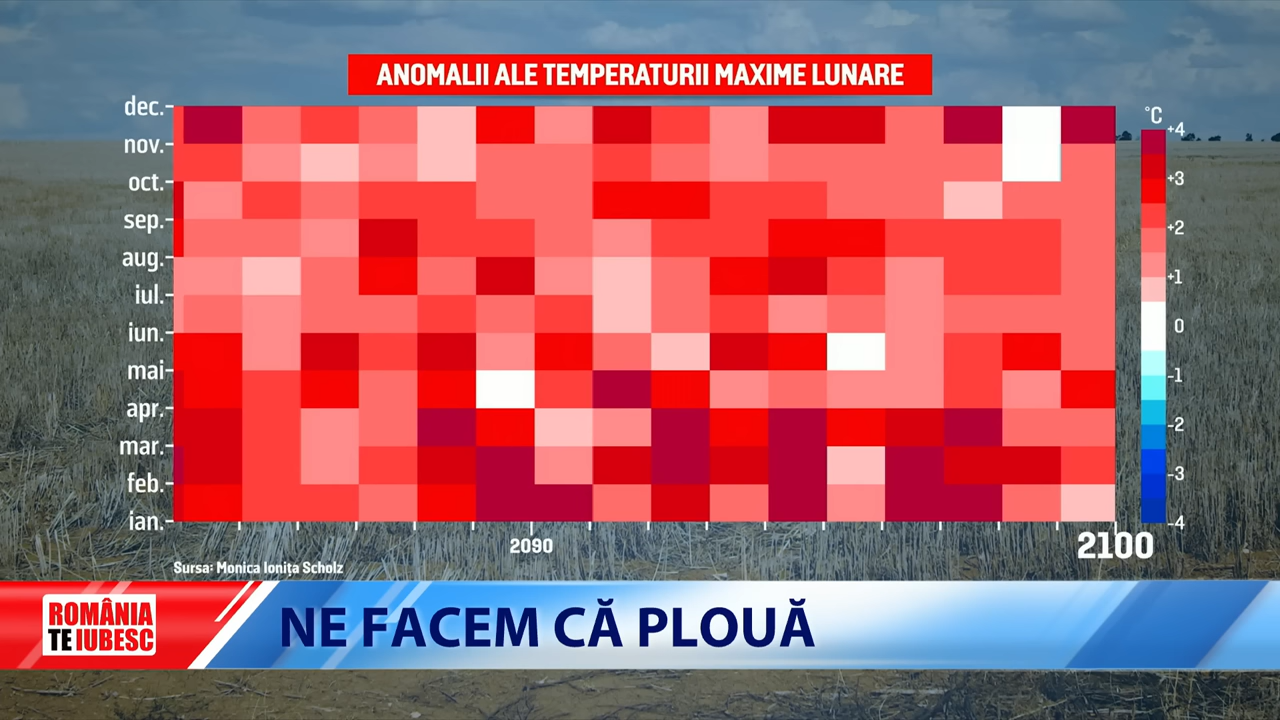 ANOMALII ALE TEMPERATURII MAXIME LUNARE
dec.
nov.
oct.
sep.
aug.
iul.
iun.
mai
apr.
mar.
feb.
ian.
°C
+4
+3
+2
+1
0
-1
-2
-3
-4
2090
2100
Sursa: Monica Ioniţa Scholz
ROMÂNIA
TE IUBESC
NE FACEM CĂ PLOUĂ